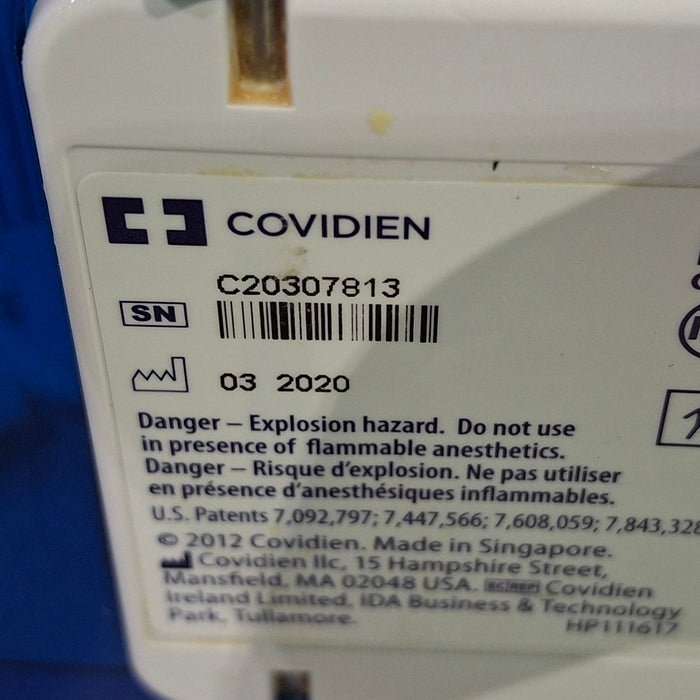 COVIDIEN
C20307813
SN
03 2020
Danger – Explosion hazard. Do not use
in presence of flammable anesthetics.
Danger – Risque d'explosion. Ne pas utiliser
en présence d'anesthésiques inflammables.
U.S. Patents 7,092,797; 7,447,566; 7,608,059; 7,843,328
© 2012 Covidien. Made in Singapore.
Covidien llc, 15 Hampshire Street,
Mansfield, MA 02048 USA. EC REP Covidien
Ireland Limited, IDA Business & Technology
Park, Tullamore.
HP111617